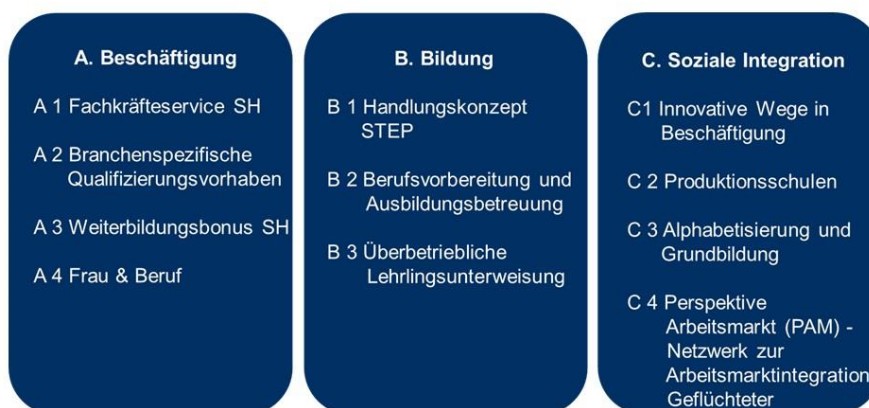 A. Beschäftigung
A 1 Fachkräfteservice SH
A 2 Branchenspezifische
Qualifizierungsvorhaben
A 3 Weiterbildungsbonus SH
A 4 Frau & Beruf
B. Bildung
B 1 Handlungskonzept
STEP
B 2 Berufsvorbereitung und
Ausbildungsbetreuung
B 3 Überbetriebliche
Lehrlingsunterweisung
C. Soziale Integration
C1 Innovative Wege in
Beschäftigung
C 2 Produktionsschulen
C 3 Alphabetisierung und
Grundbildung
C 4 Perspektive
Arbeitsmarkt (PAM) -
Netzwerk zur
Arbeitsmarktintegration
Geflüchteter